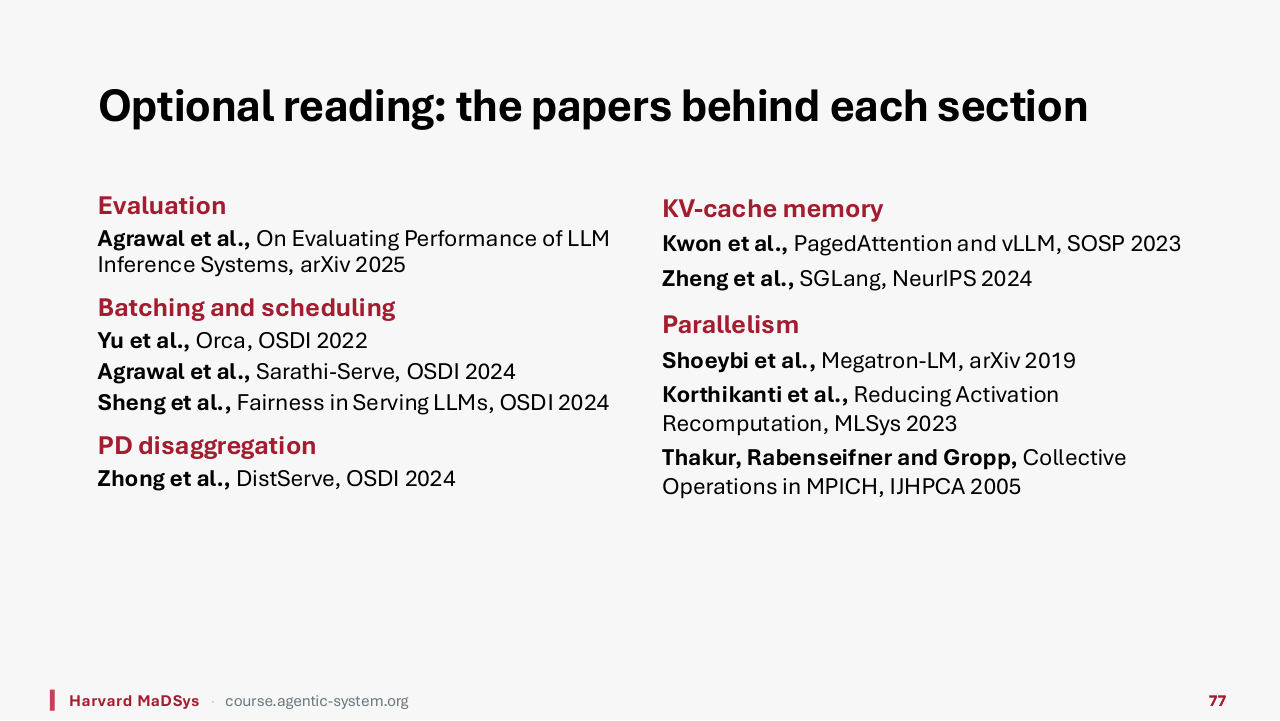 Optional reading: the papers behind each section
Evaluation
Agrawal et al., On Evaluating Performance of LLM
Inference Systems, arXiv 2025
Batching and scheduling
Yu et al., Orca, OSDI 2022
Agrawal et al., Sarathi-Serve, OSDI 2024
Sheng et al., Fairness in Serving LLMs, OSDI 2024
PD disaggregation
Zhong et al., DistServe, OSDI 2024
KV-cache memory
Kwon et al., PagedAttention and vLLM, SOSP 2023
Zheng et al., SGLang, NeurIPS 2024
Parallelism
Shoeybi et al., Megatron-LM, arXiv 2019
Korthikanti et al., Reducing Activation
Recomputation, MLSys 2023
Thakur, Rabenseifner and Gropp, Collective
Operations in MPICH, IJHPCA 2005
Harvard MaDSys · course.agentic-system.org
77